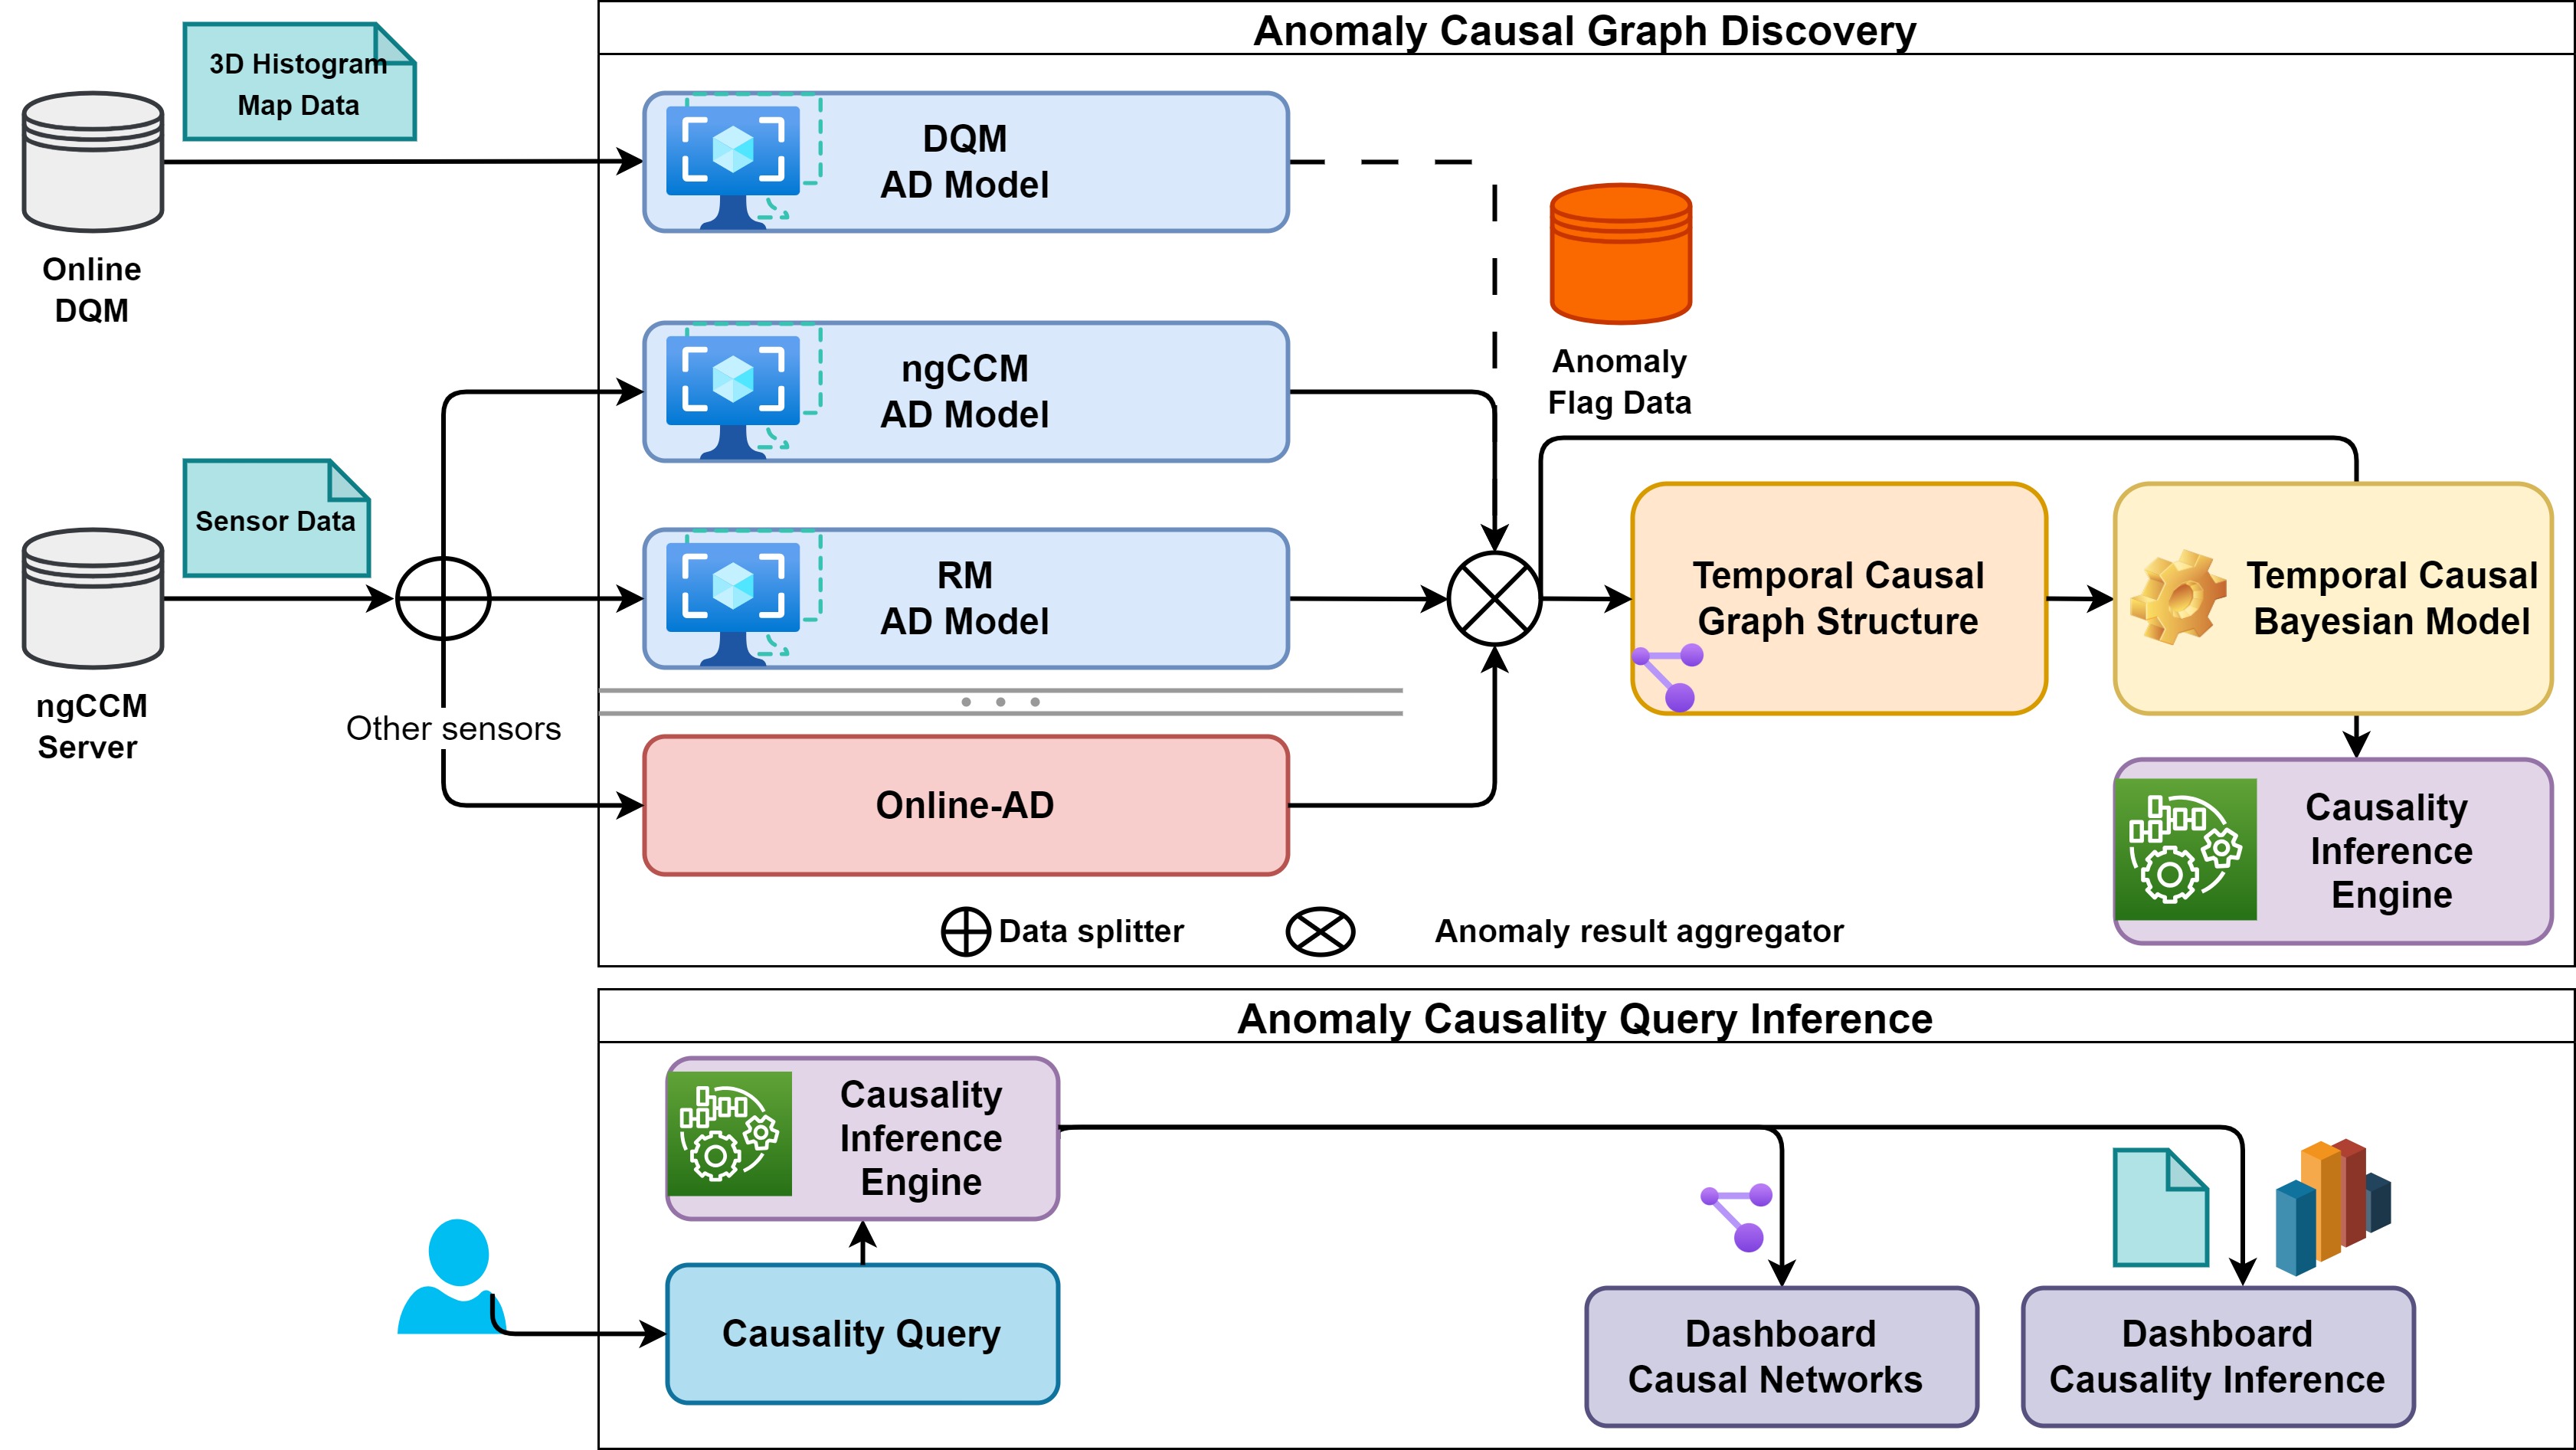 Anomaly Causal Graph Discovery
3D Histogram
Map Data
Online
DQM
DQM
AD Model
Anomaly
Flag Data
ngCCM
AD Model
Sensor Data
ngCCM
Server
Other sensors
RM
AD Model
Temporal Causal
Graph Structure
Temporal Causal
Bayesian Model
Online-AD
Causality
Inference
Engine
Data splitter
Anomaly result aggregator
Anomaly Causality Query Inference
Causality
Inference
Engine
Causality Query
Dashboard
Causal Networks
Dashboard
Causality Inference